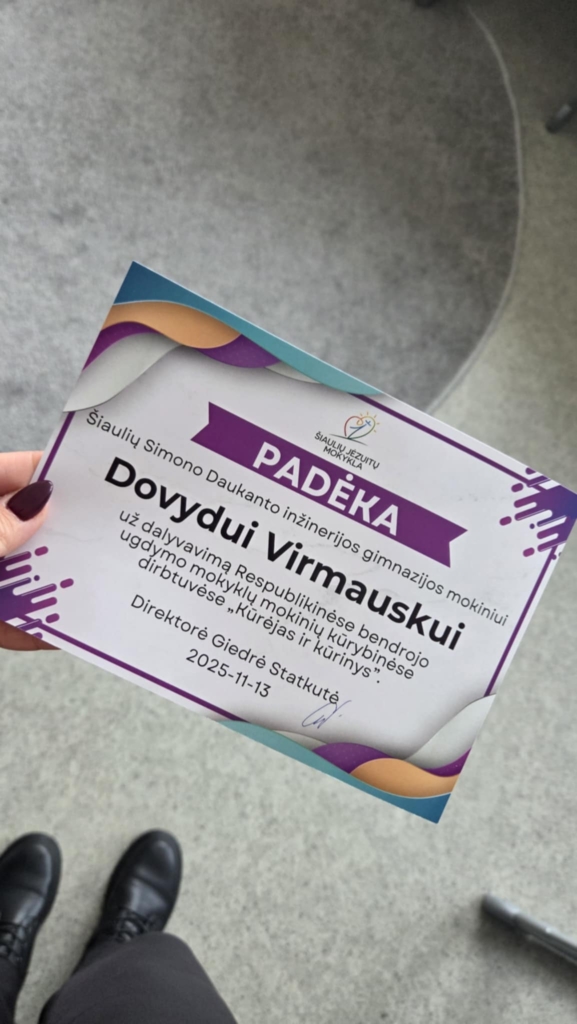 ŠIAULIŲ JĖZUITŲ
MOKYKLA
PADĖKA
Šiaulių Simono Daukanto inžinerijos gimnazijos mokiniui
Dovydui Virmauskui
už dalyvavimą Respublikinėse bendrojo
ugdymo mokyklų mokinių kūrybinėse
dirbtuvėse „Kūrėjas ir kūrinys”.
Direktorė Giedrė Statkutė
2025-11-13